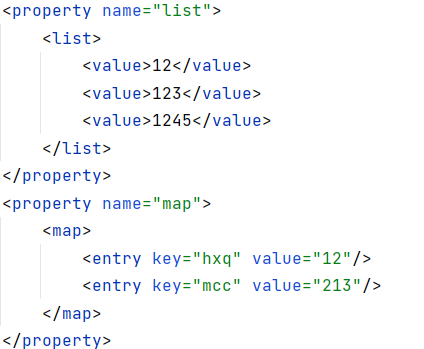 <property name="list">
    <list>
        <value>12</value>
        <value>123</value>
        <value>1245</value>
    </list>
</property>
<property name="map">
    <map>
        <entry key="hxq" value="12"/>
        <entry key="mcc" value="213"/>
    </map>
</property>